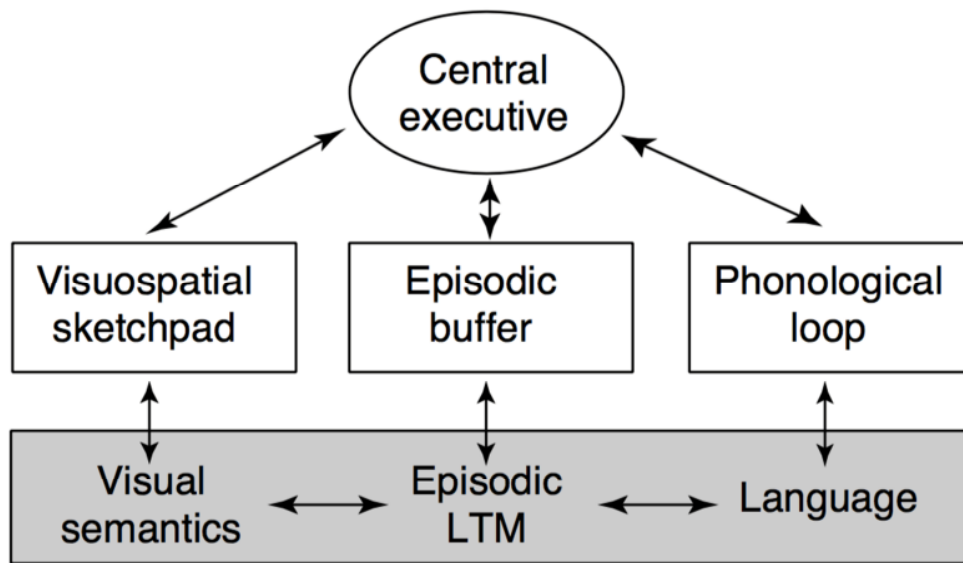 Central
executive
Visuospatial
sketchpad
Episodic
buffer
Phonological
loop
Visual
semantics
Episodic
LTM
Language